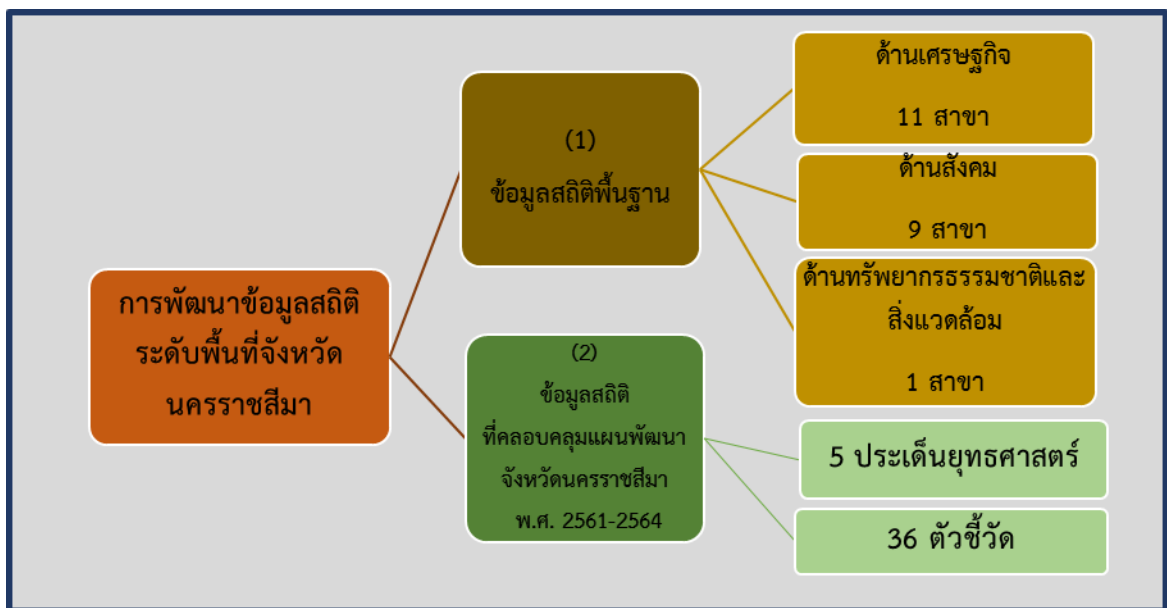 การพัฒนาข้อมูลสถิติ
ระดับพื้นที่จังหวัด
นครราชสีมา
(1)
ข้อมูลสถิติพื้นฐาน
ด้านเศรษฐกิจ
11 สาขา
ด้านสังคม
9 สาขา
ด้านทรัพยากรธรรมชาติและ
สิ่งแวดล้อม
1 สาขา
(2)
ข้อมูลสถิติ
ที่คลอบคลุมแผนพัฒนา
จังหวัดนครราชสีมา
พ.ศ. 2561-2564
5 ประเด็นยุทธศาสตร์
36 ตัวชี้วัด